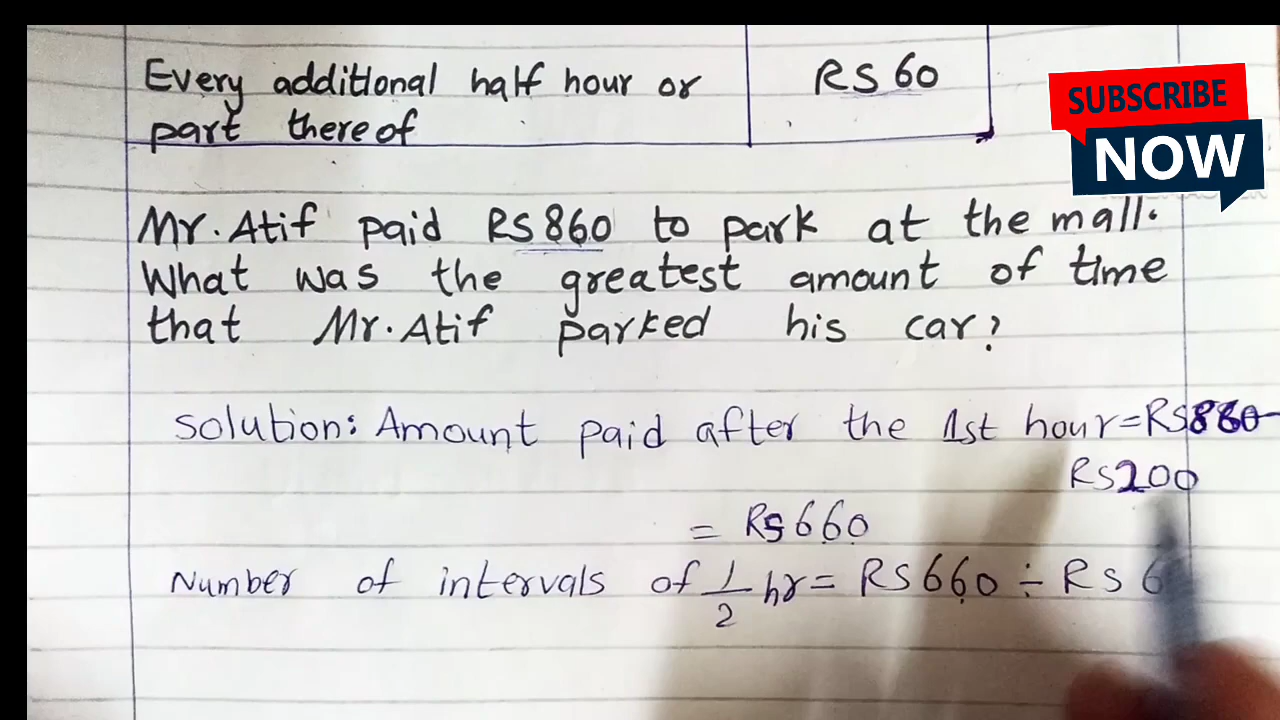 Every additional half hour or
part thereof
RS 60
SUBSCRIBE
NOW
Mr. Atif paid RS 860 to park at the mall.
What was the greatest amount of time
that Mr. Atif parked his car?
Solution: Amount paid after the 1st hour = RS 860 -
RS 200
= RS 660
Number of intervals of 1/2 hr = RS 660 ÷ RS 6